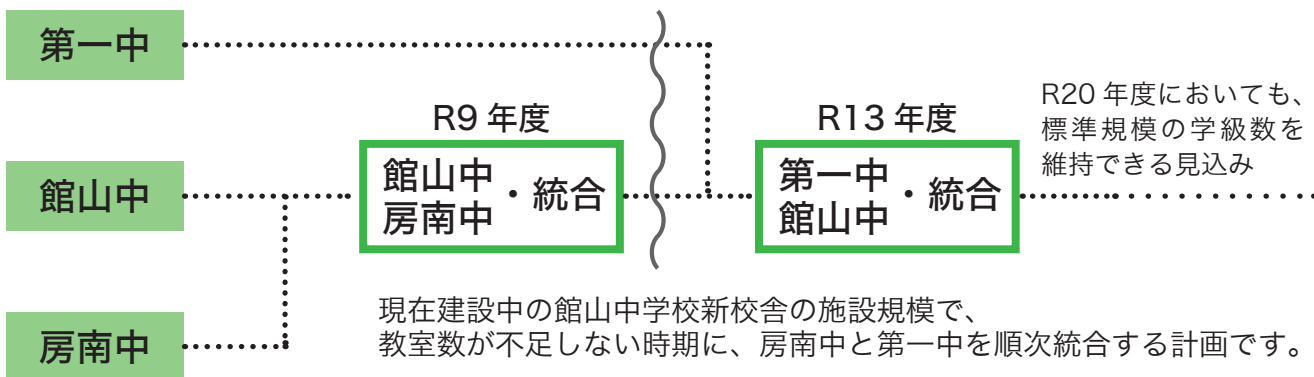 第一中
R9 年度
R13 年度
R20 年度においても、
標準規模の学級数を
維持できる見込み
館山中
館山中
房南中
・統合
第一中
館山中
・統合
房南中
現在建設中の館山中学校新校舎の施設規模で、
教室数が不足しない時期に、房南中と第一中を順次統合する計画です。